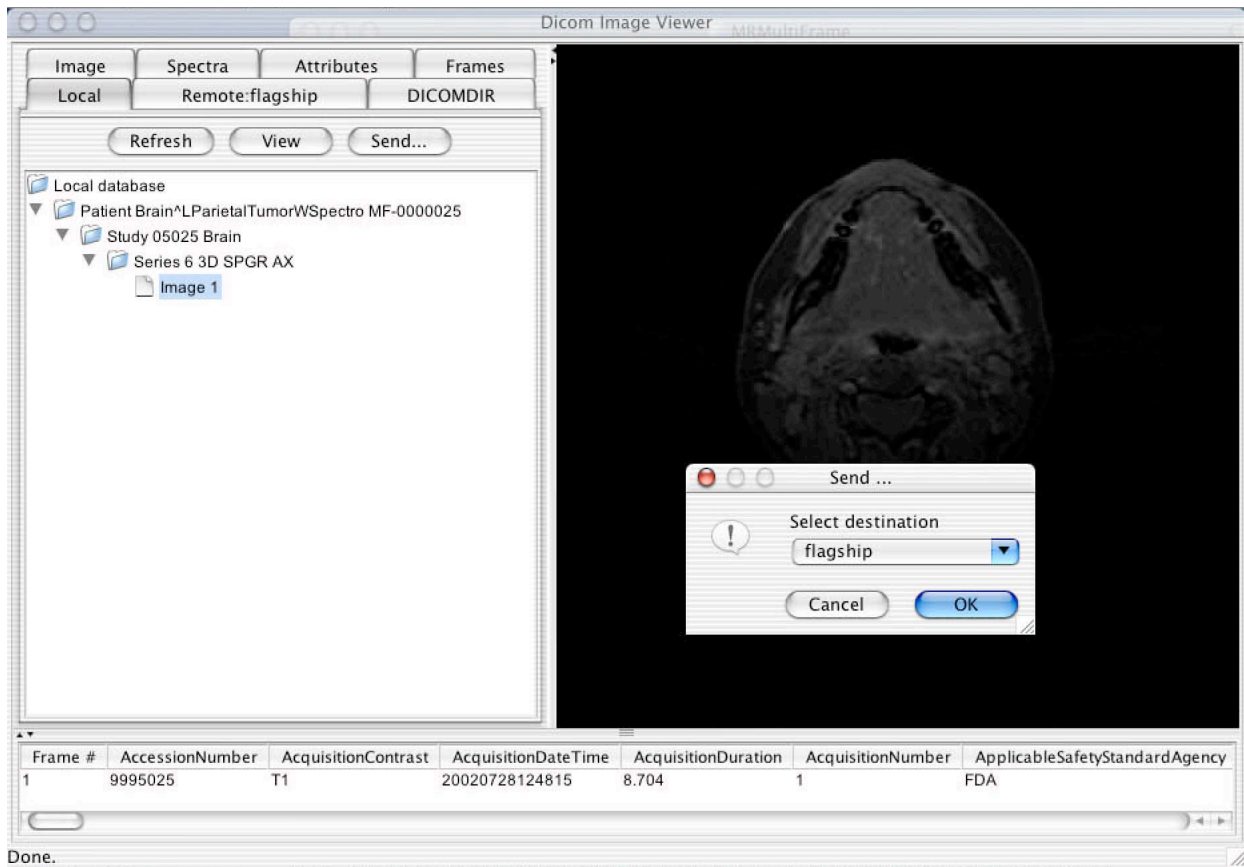 Dicom Image Viewer
MRMultiFrame
Image Spectra Attributes Frames
Local Remote:flagship DICOMDIR
Refresh View Send...
Local database
Patient Brain^LParietalTumorWSpectro MF-0000025
Study 05025 Brain
Series 6 3D SPGR AX
Image 1
Send ...
Select destination
flagship
Cancel OK
Frame # AccessionNumber AcquisitionContrast AcquisitionDateTime AcquisitionDuration AcquisitionNumber ApplicableSafetyStandardAgency
1 9995025 T1 20020728124815 8.704 1 FDA
Done.